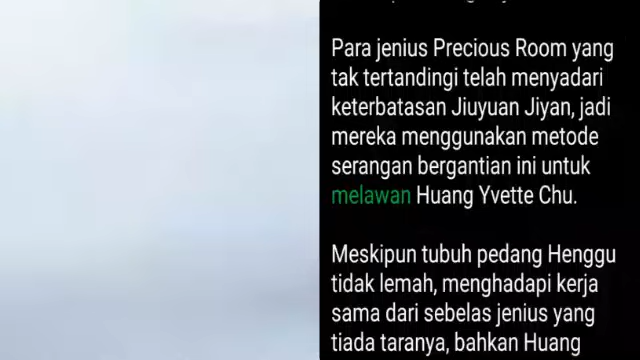 Para jenius Precious Room yang
tak tertandingi telah menyadari
keterbatasan Jiuyuan Jiyan, jadi
mereka menggunakan metode
serangan bergantian ini untuk
melawan Huang Yvette Chu.
Meskipun tubuh pedang Henggu
tidak lemah, menghadapi kerja
sama dari sebelas jenius yang
tiada taranya, bahkan Huang